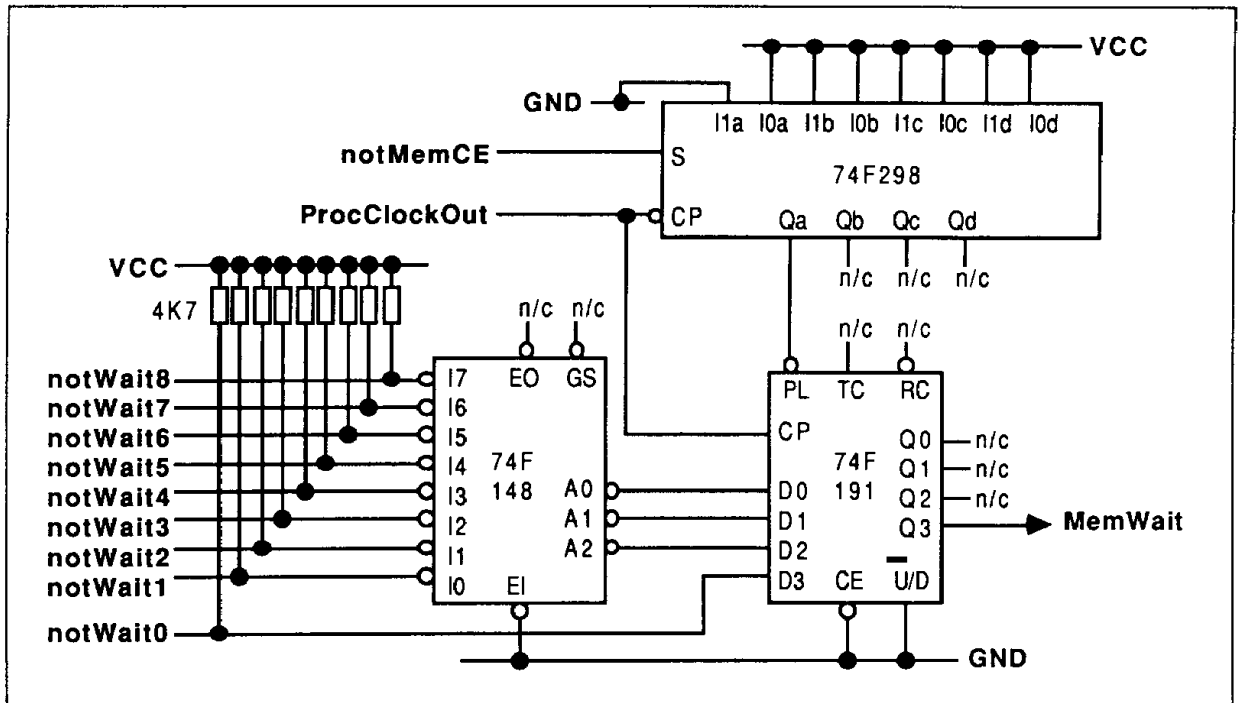 VCC
GND
I1a I0a I1b I0b I1c I0c I1d I0d
notMemCE
S
74F298
ProcClockOut
CP
Qa Qb Qc Qd
VCC
n/c n/c n/c
4K7
n/c n/c
n/c n/c
notWait8
I7 EO GS
PL TC RC
notWait7
I6
notWait6
I5
CP
Q0 n/c
notWait5
I4 74F
74F Q1 n/c
notWait4
I3 148 A0
D0 191 Q2 n/c
notWait3
I2 A1
D1 Q3 MemWait
notWait2
I1 A2
D2
notWait1
I0 EI
D3 CE U/D
notWait0
GND